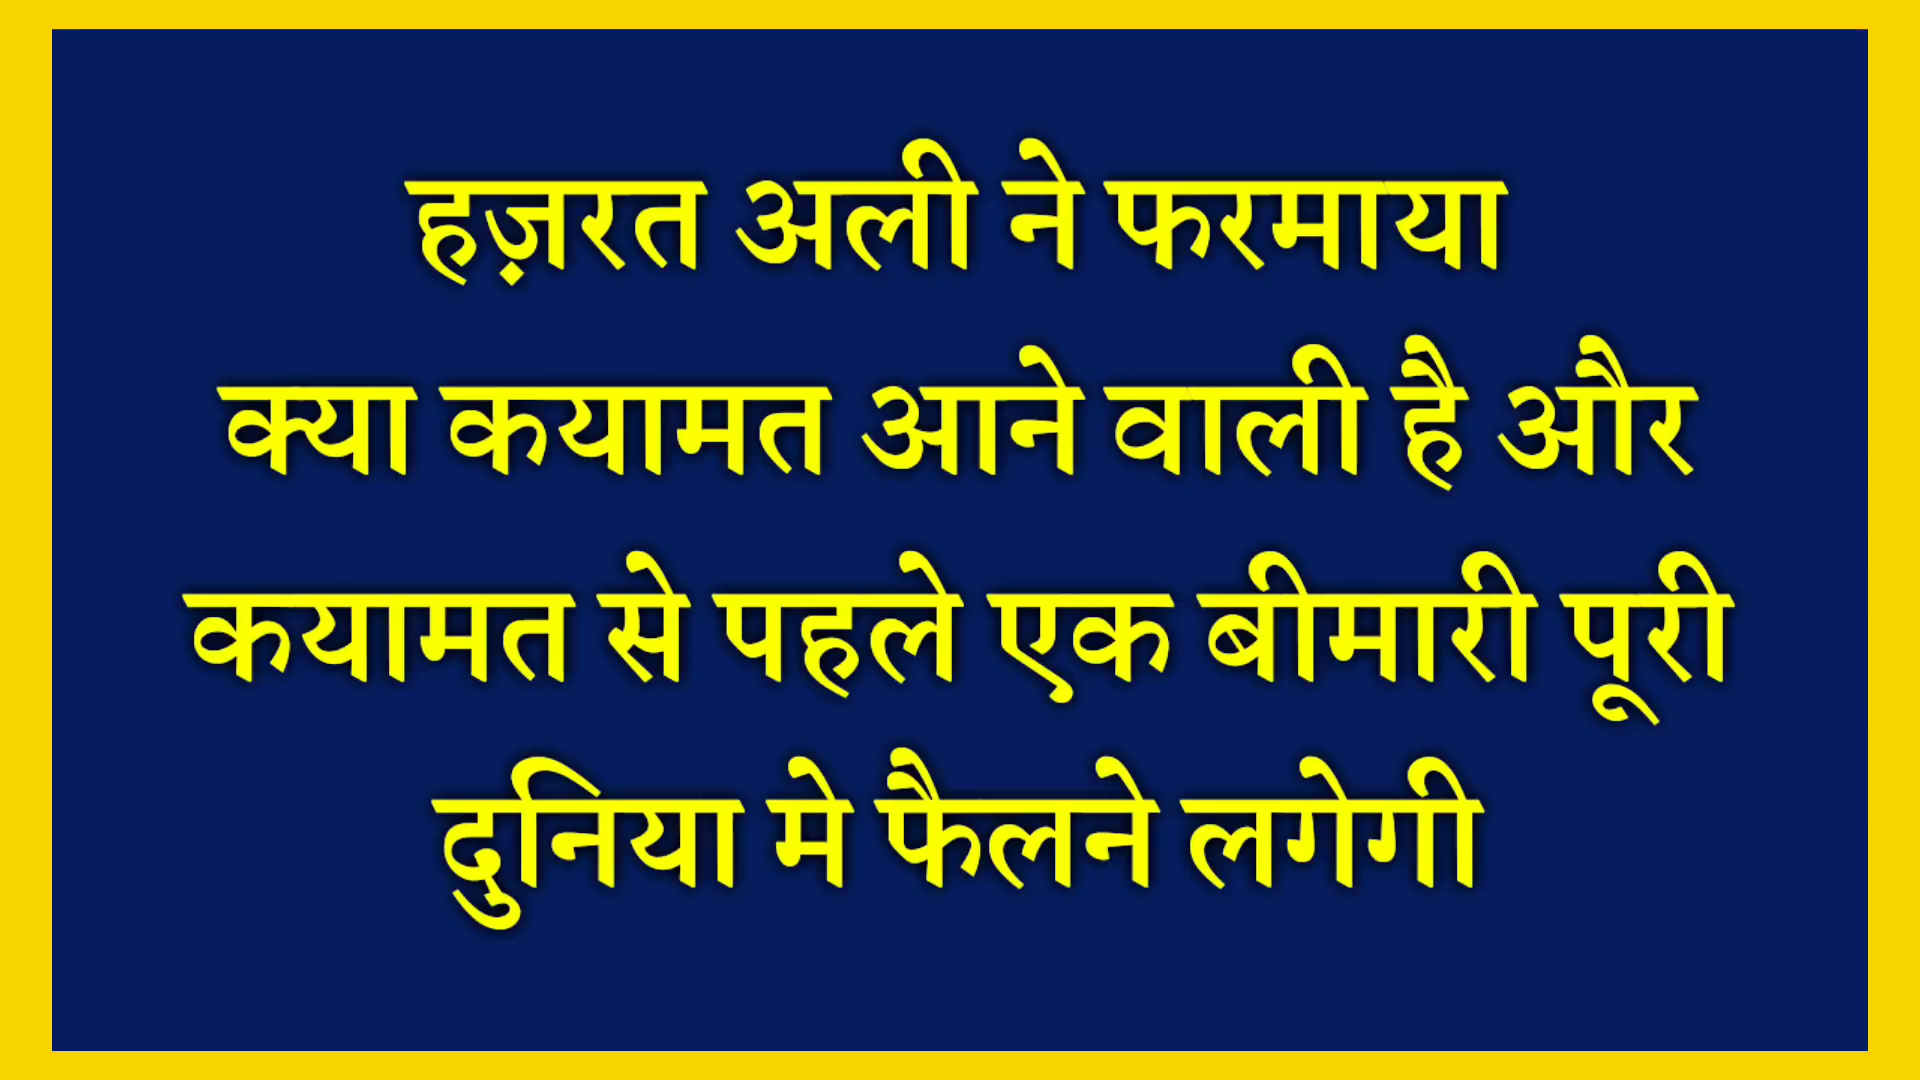 हज़रत अली ने फरमाया
क्या कयामत आने वाली है और
कयामत से पहले एक बीमारी पूरी
दुनिया मे फैलने लगेगी